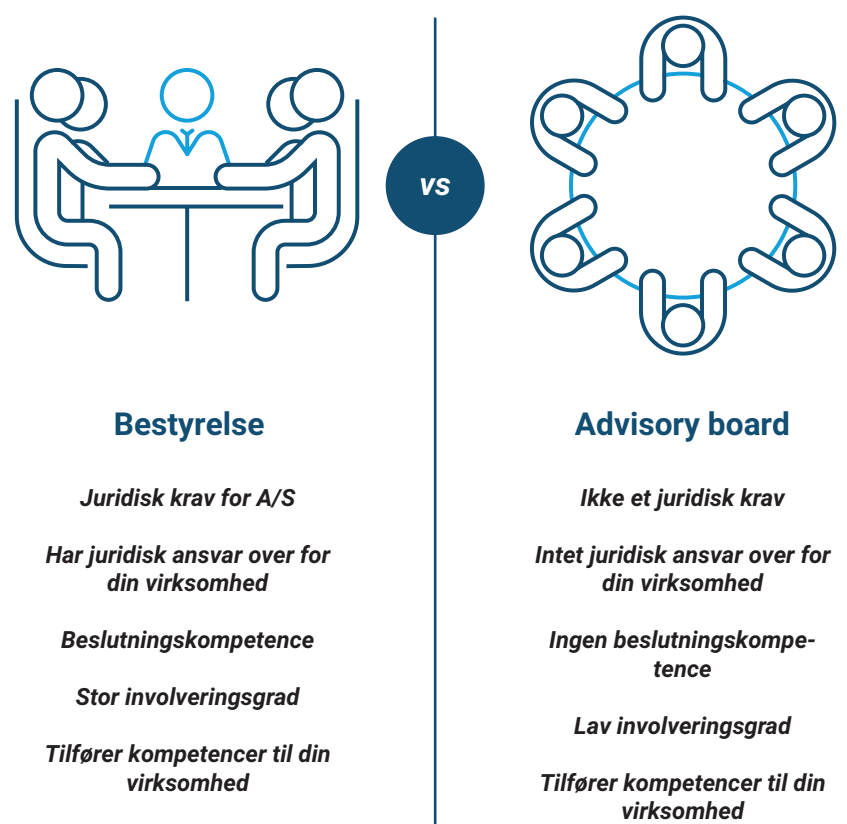 vs
Bestyrelse
Juridisk krav for A/S
Har juridisk ansvar over for
din virksomhed
Beslutningskompetence
Stor involveringsgrad
Tilfører kompetencer til din
virksomhed
Advisory board
Ikke et juridisk krav
Intet juridisk ansvar over for
din virksomhed
Ingen beslutningskompe-
tence
Lav involveringsgrad
Tilfører kompetencer til din
virksomhed